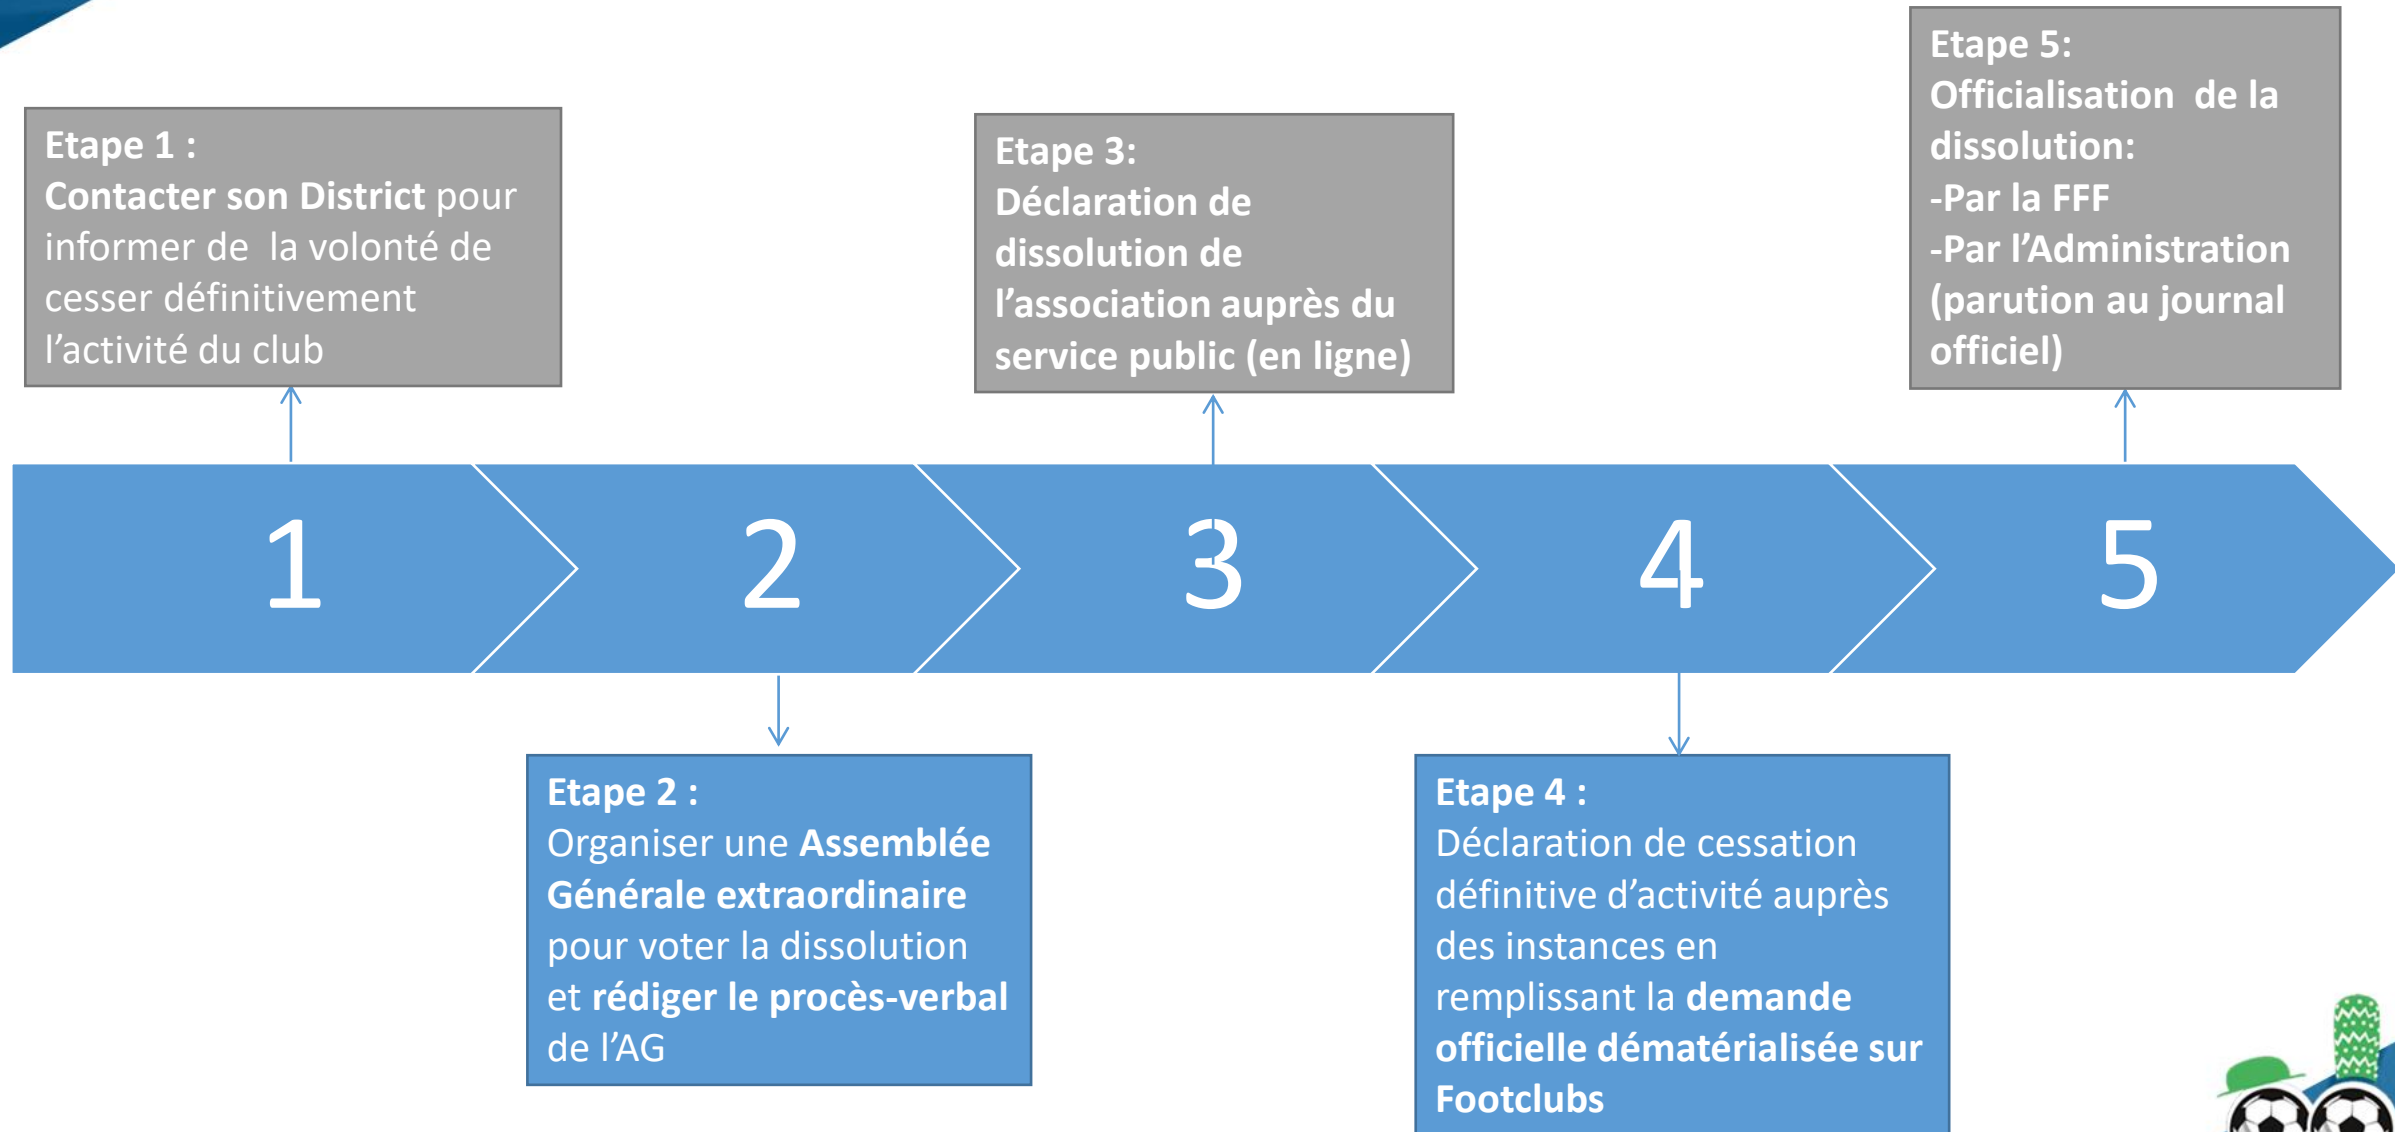 Etape 1 :
Contacter son District pour
informer de  la volonté de
cesser définitivement
l’activité du club
Etape 3:
Déclaration de
dissolution de
l’association auprès du
service public (en ligne)
Etape 5:
Officialisation  de la
dissolution:
-Par la FFF
-Par l’Administration
(parution au journal
officiel)
1
2
3
4
5
Etape 2 :
Organiser une Assemblée
Générale extraordinaire
pour voter la dissolution
et rédiger le procès-verbal
de l’AG
Etape 4 :
Déclaration de cessation
définitive d’activité auprès
des instances en
remplissant la demande
officielle dématérialisée sur
Footclubs